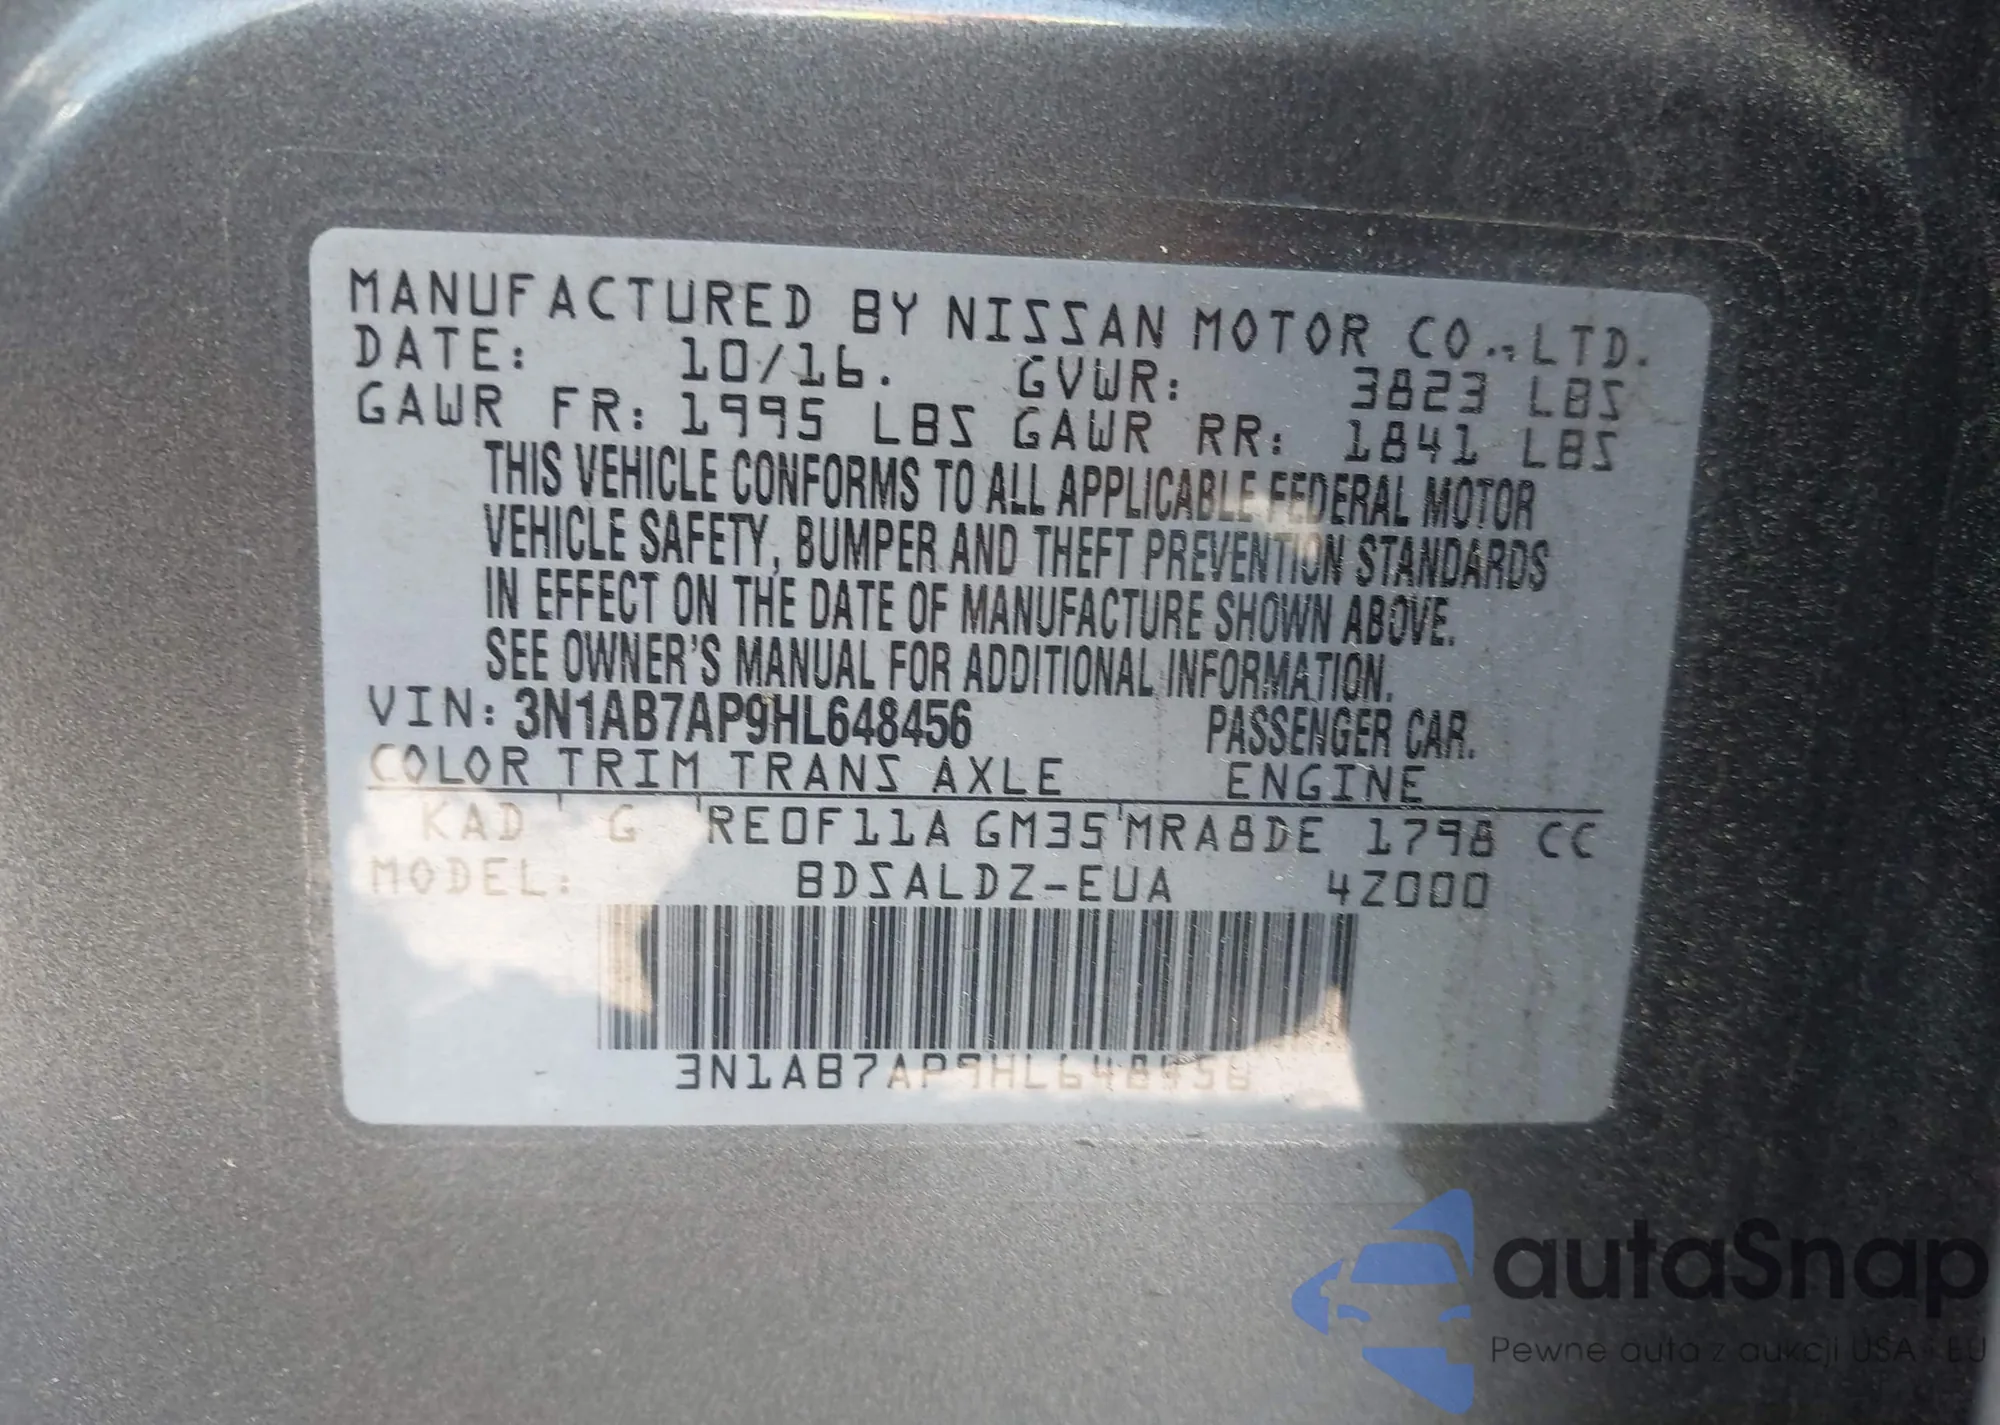 MANUFACTURED BY NISSAN MOTOR CO., LTD.
DATE: 10/16. GVWR: 3823 LBS
GAWR FR: 1995 LBS GAWR RR: 1841 LBS
THIS VEHICLE CONFORMS TO ALL APPLICABLE FEDERAL MOTOR
VEHICLE SAFETY, BUMPER AND THEFT PREVENTION STANDARDS
IN EFFECT ON THE DATE OF MANUFACTURE SHOWN ABOVE.
SEE OWNER'S MANUAL FOR ADDITIONAL INFORMATION.
VIN: 3N1AB7AP9HL648456 PASSENGER CAR.
COLOR TRIM TRANS AXLE ENGINE
KAD G RE0F11A GM35 MRA8DE 1798 CC
MODEL: BDSALDZ-EUA 4Z000
3N1AB7AP9HL648456
autaSnap
Pewne auta z aukcji USA i EU